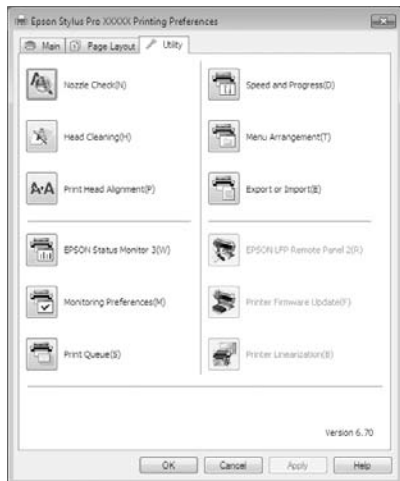 Epson Stylus Pro XXXXX Printing Preferences
Main
Page Layout
Utility
Nozzle Check(N)
Speed and Progress(D)
Head Cleaning(H)
Menu Arrangement(T)
A·A
Print Head Alignment(P)
Export or Import(E)
EPSON Status Monitor 3(W)
EPSON LFP Remote Panel 2(R)
Monitoring Preferences(M)
Printer Firmware Update(F)
Print Queue(S)
Printer Linearization(B)
Version 6.70
OK
Cancel
Apply
Help